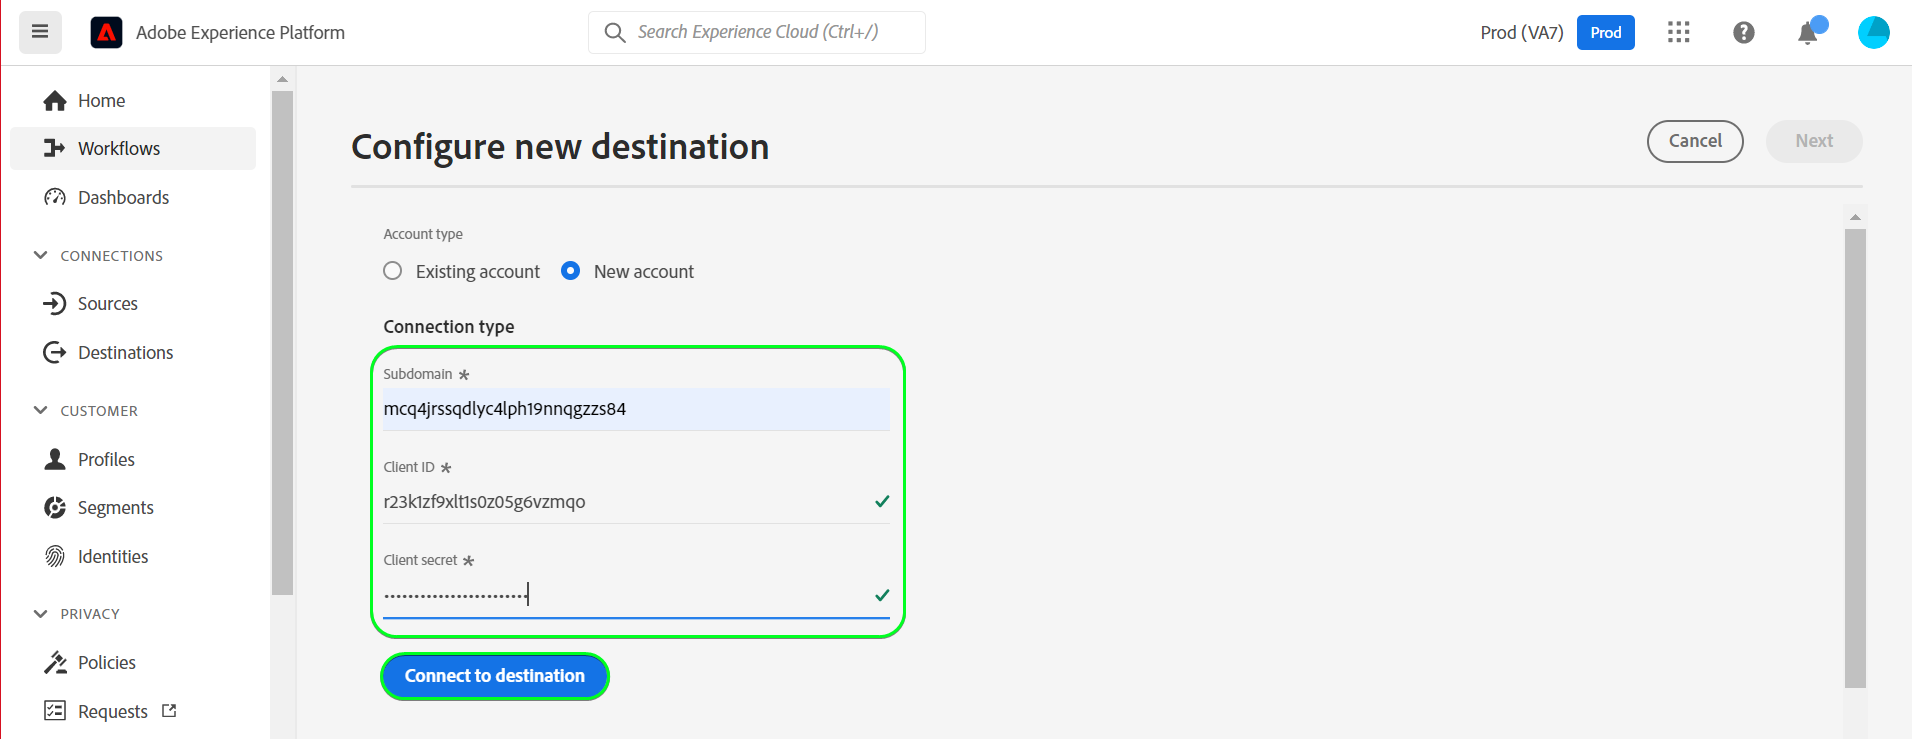 Adobe Experience Platform
Search Experience Cloud (Ctrl+/)
Prod (VA7)
Prod
Home
Workflows
Dashboards
CONNECTIONS
Sources
Destinations
CUSTOMER
Profiles
Segments
Identities
PRIVACY
Policies
Requests
Configure new destination
Cancel
Next
Account type
Existing account
New account
Connection type
Subdomain *
mcq4jrssqdlyc4lph19nnqgzzs84
Client ID *
r23k1zf9xlt1s0z05g6vzmqo
Client secret *
••••••••••••••••••••••••
Connect to destination